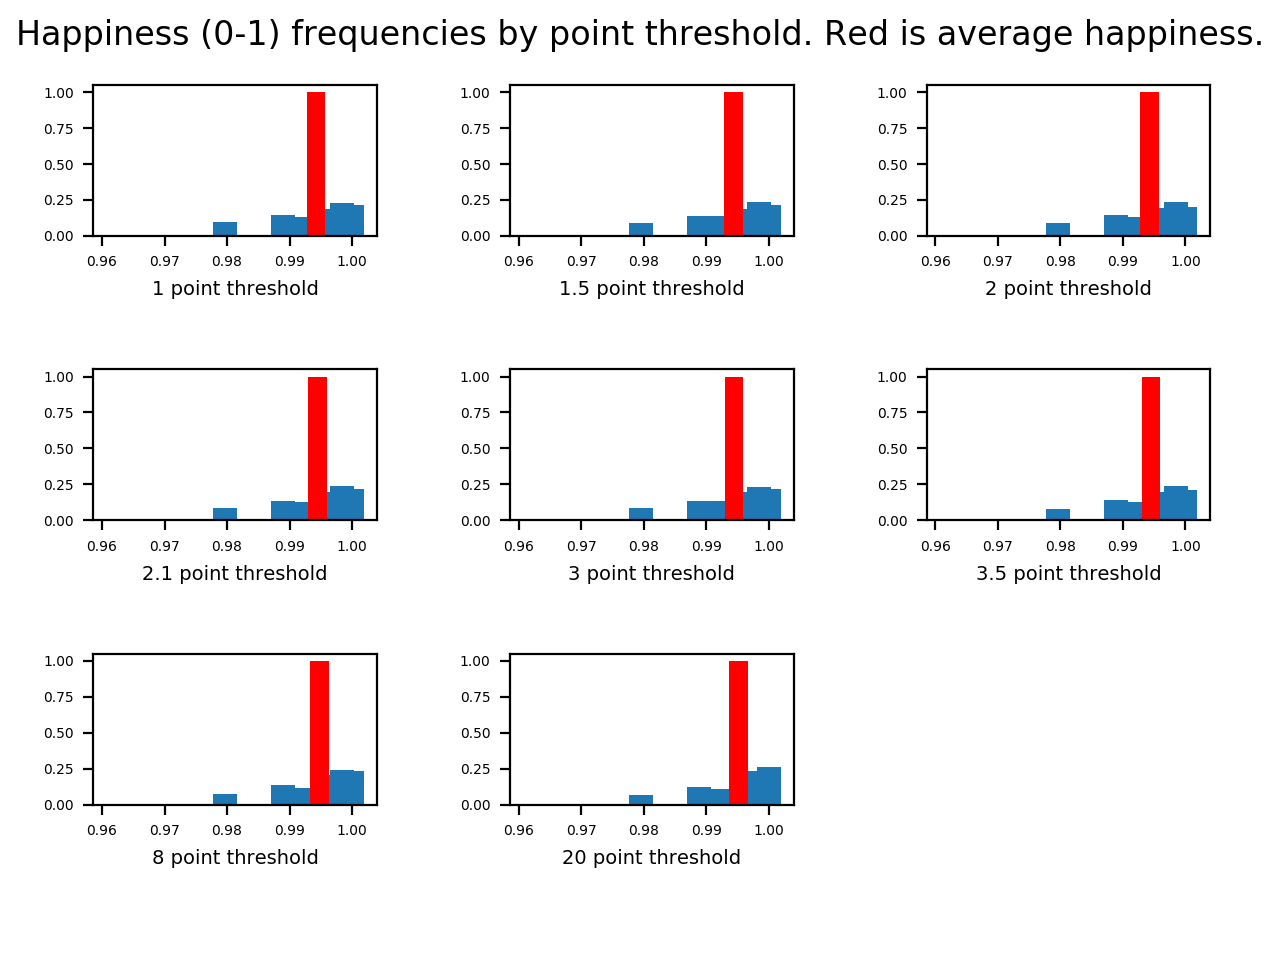 Happiness (0-1) frequencies by point threshold. Red is average happiness.
1.00 1.00 1.00
0.75 0.75 0.75
0.50 0.50 0.50
0.25 0.25 0.25
0.00 0.00 0.00
0.96 0.97 0.98 0.99 1.00 0.96 0.97 0.98 0.99 1.00 0.96 0.97 0.98 0.99 1.00
1 point threshold 1.5 point threshold 2 point threshold
1.00 1.00 1.00
0.75 0.75 0.75
0.50 0.50 0.50
0.25 0.25 0.25
0.00 0.00 0.00
0.96 0.97 0.98 0.99 1.00 0.96 0.97 0.98 0.99 1.00 0.96 0.97 0.98 0.99 1.00
2.1 point threshold 3 point threshold 3.5 point threshold
1.00 1.00
0.75 0.75
0.50 0.50
0.25 0.25
0.00 0.00
0.96 0.97 0.98 0.99 1.00 0.96 0.97 0.98 0.99 1.00
8 point threshold 20 point threshold